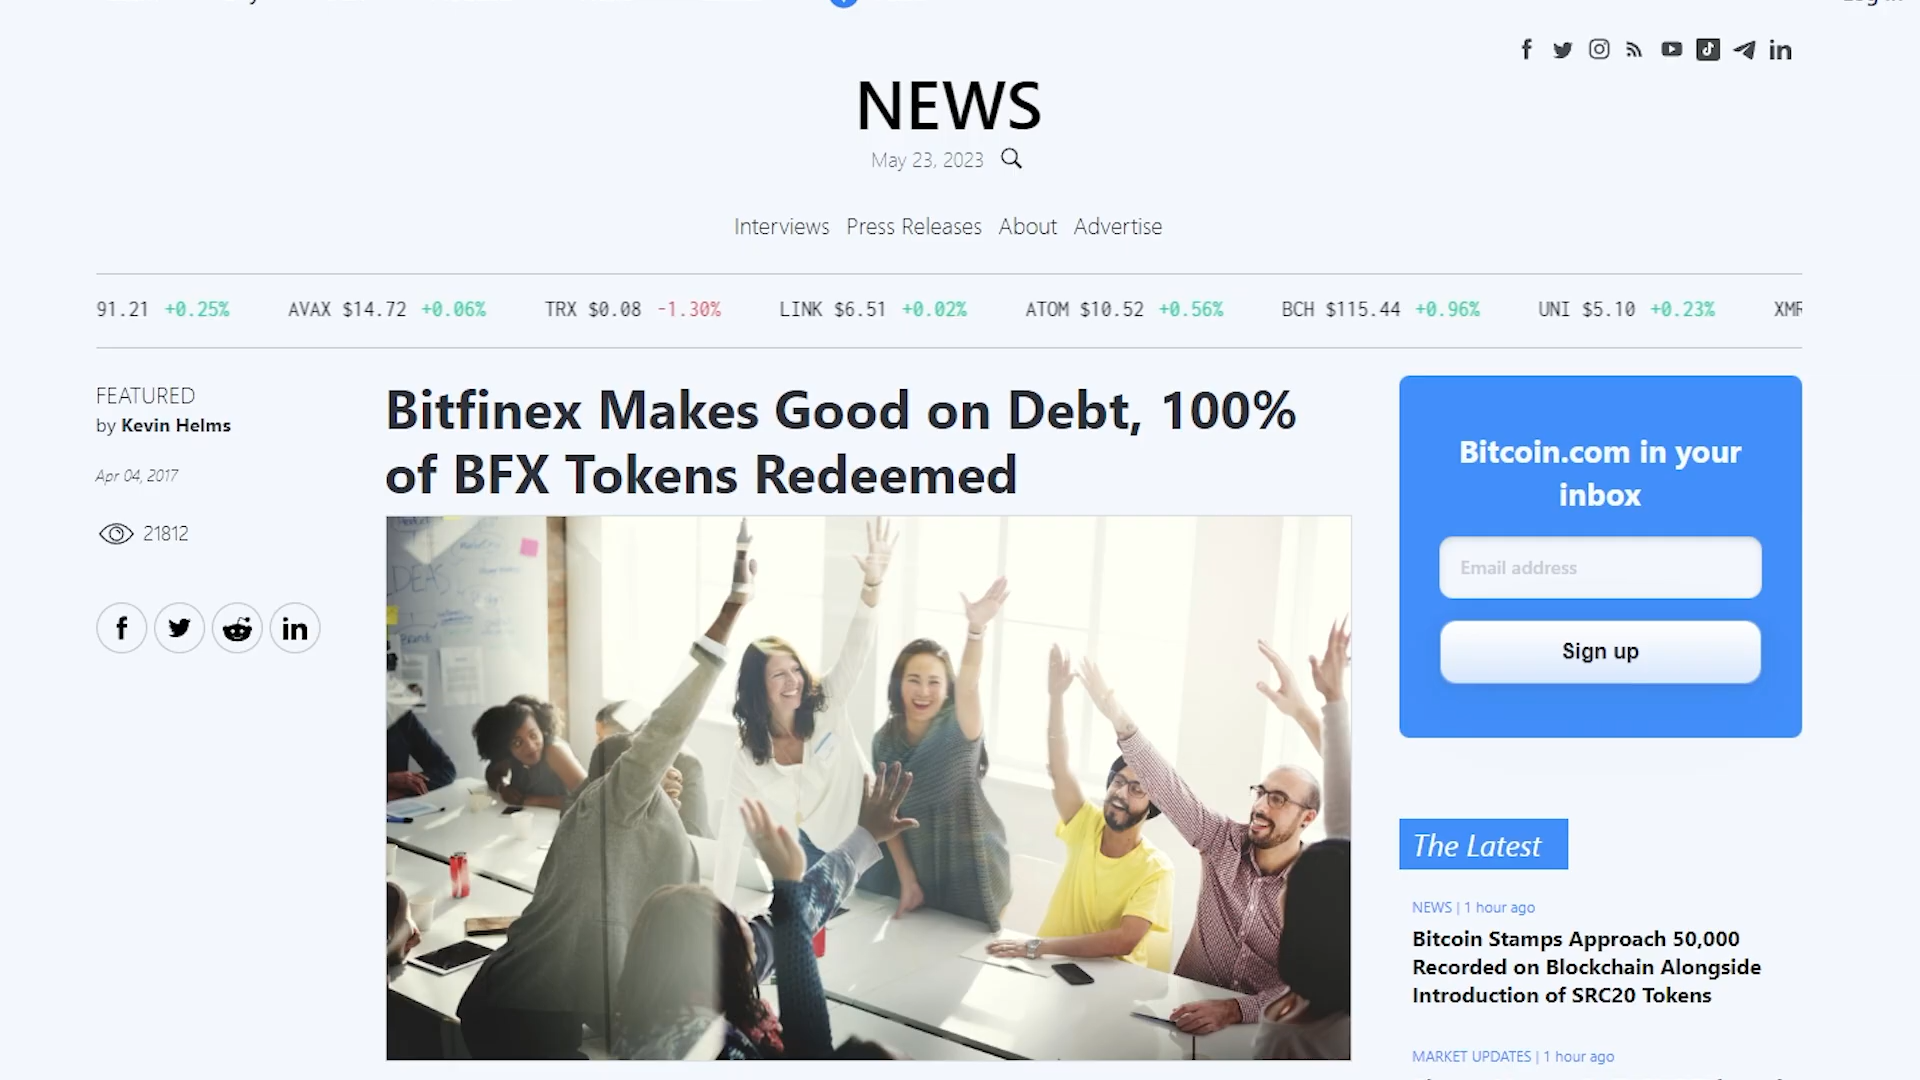 NEWS
May 23, 2023
Interviews Press Releases About Advertise
91.21 +0.25% AVAX $14.72 +0.06% TRX $0.08 -1.30% LINK $6.51 +0.02% ATOM $10.52 +0.56% BCH $115.44 +0.96% UNI $5.10 +0.23% XMR
FEATURED
by Kevin Helms
Apr 04, 2017
21812
Bitfinex Makes Good on Debt, 100%
of BFX Tokens Redeemed
IDEAS
Bitcoin.com in your
inbox
Email address
Sign up
The Latest
NEWS | 1 hour ago
Bitcoin Stamps Approach 50,000
Recorded on Blockchain Alongside
Introduction of SRC20 Tokens
MARKET UPDATES | 1 hour ago